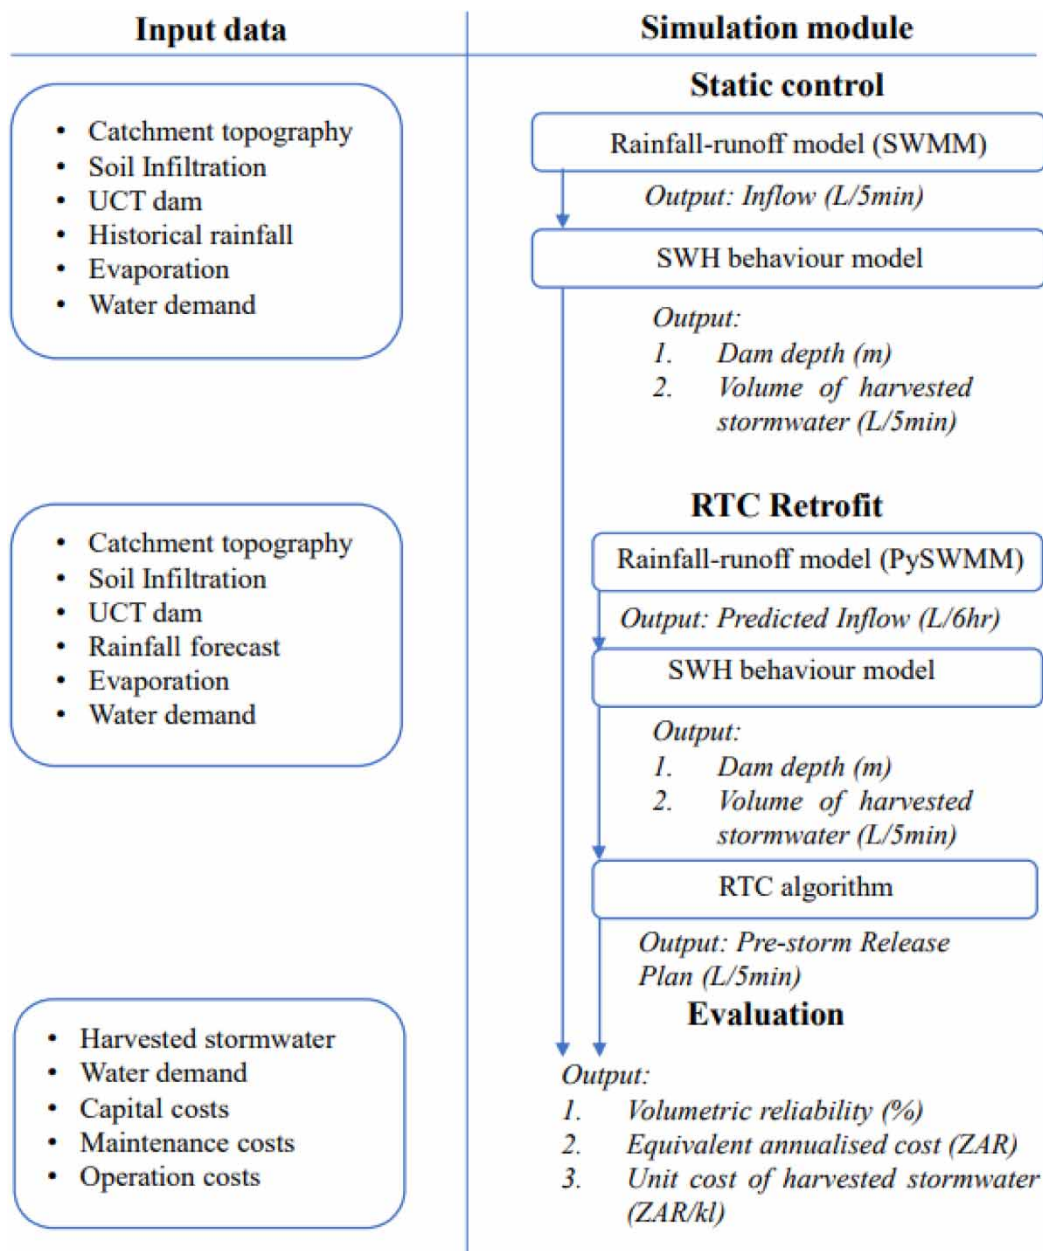 Input data
Simulation module
Static control
• Catchment topography
• Soil Infiltration
• UCT dam
• Historical rainfall
• Evaporation
• Water demand
Rainfall-runoff model (SWMM)
Output: Inflow (L/5min)
SWH behaviour model
Output:
1. Dam depth (m)
2. Volume of harvested
stormwater (L/5min)
RTC Retrofit
• Catchment topography
• Soil Infiltration
• UCT dam
• Rainfall forecast
• Evaporation
• Water demand
Rainfall-runoff model (PySWMM)
Output: Predicted Inflow (L/6hr)
SWH behaviour model
Output:
1. Dam depth (m)
2. Volume of harvested
stormwater (L/5min)
RTC algorithm
Output: Pre-storm Release
Plan (L/5min)
Evaluation
• Harvested stormwater
• Water demand
• Capital costs
• Maintenance costs
• Operation costs
Output:
1. Volumetric reliability (%)
2. Equivalent annualised cost (ZAR)
3. Unit cost of harvested stormwater
(ZAR/kl)